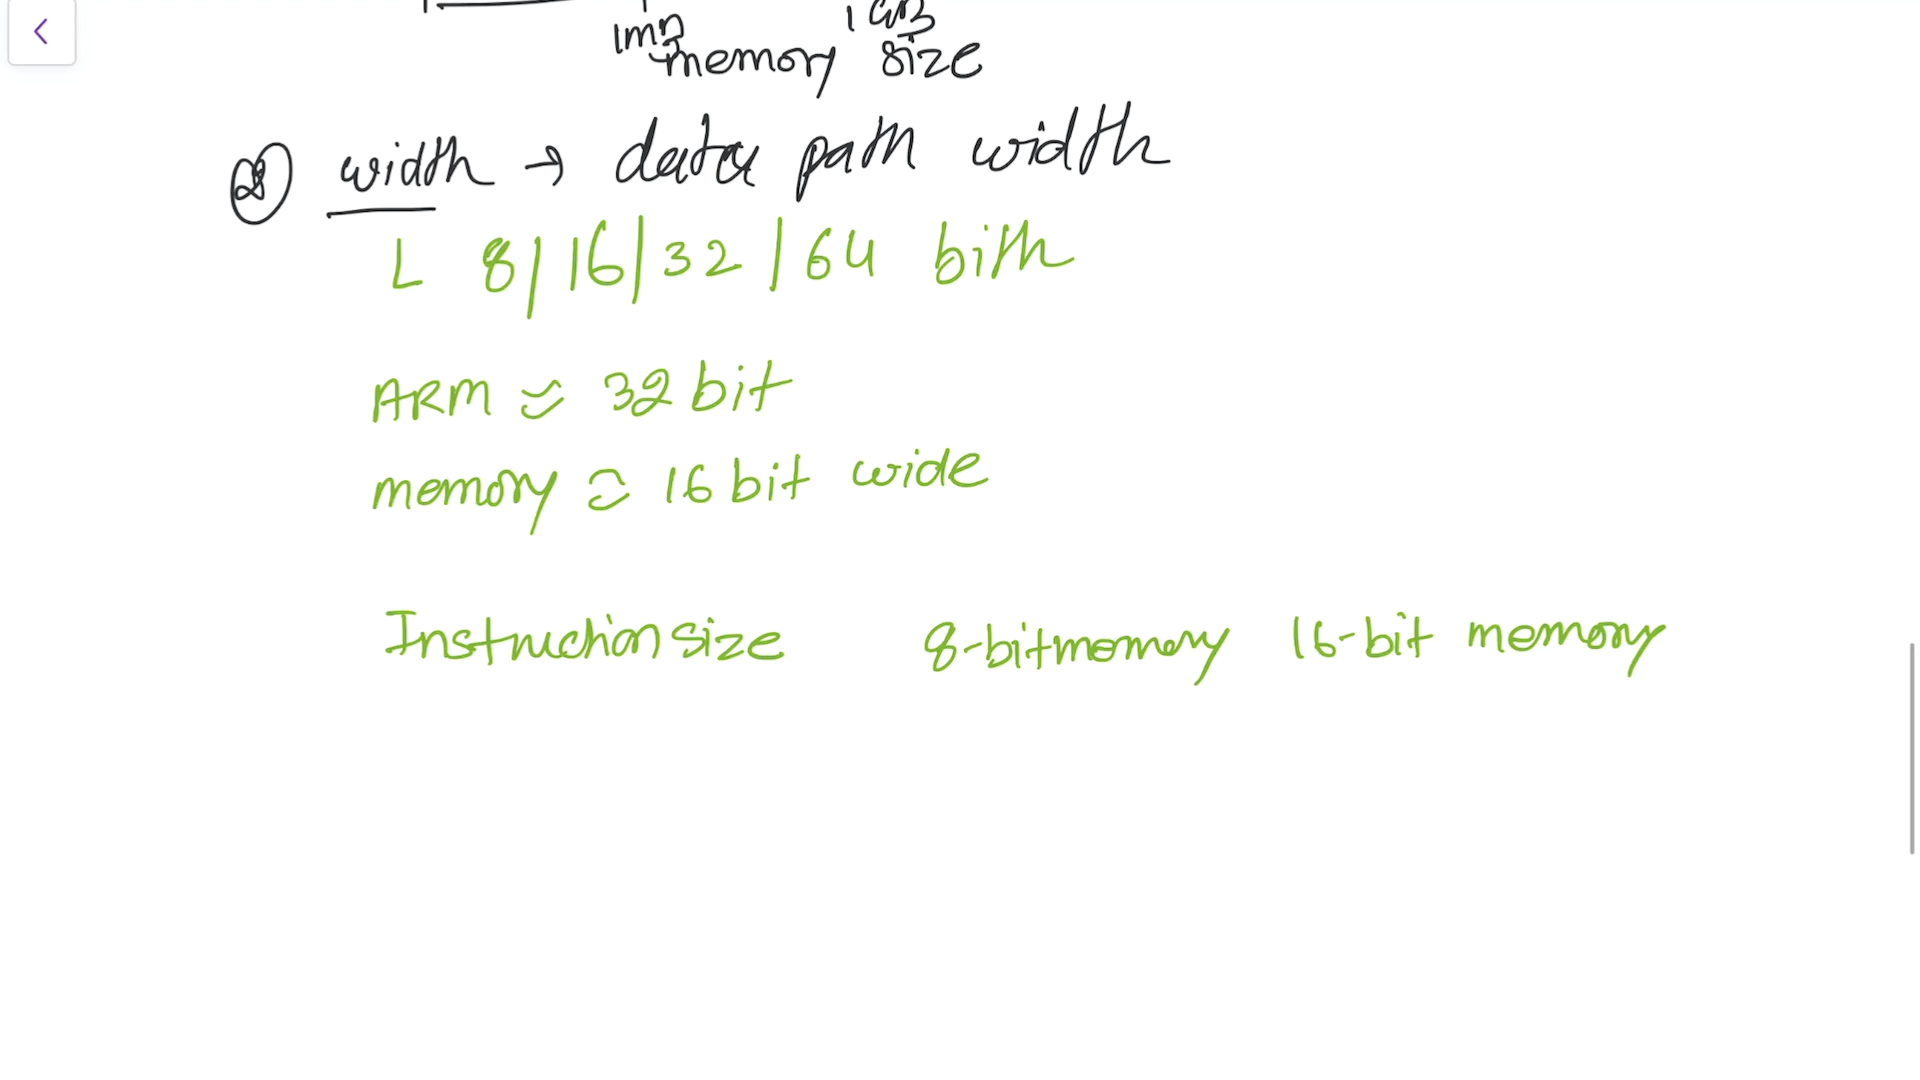 memory size
② width → data path width
L 8/16/32/64 bith
ARM ≈ 32 bit
memory ≈ 16 bit wide
Instruction size 8-bit memory 16-bit memory